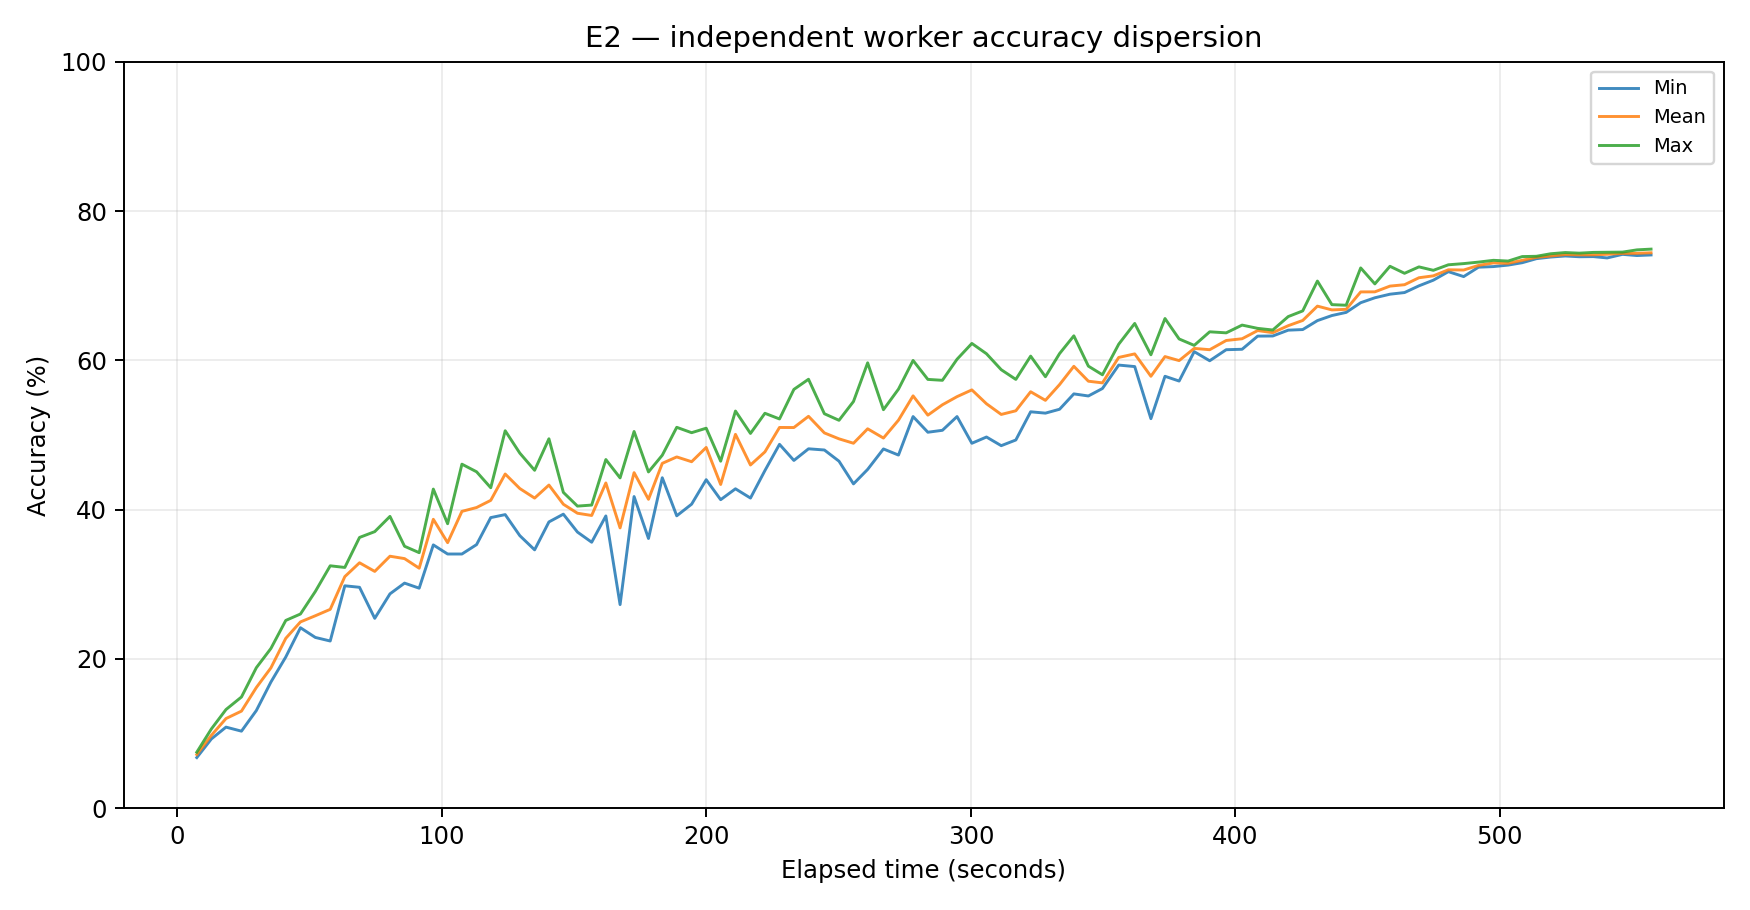 E2 — independent worker accuracy dispersion
Accuracy (%)
100
80
60
40
20
0
Min
Mean
Max
0 100 200 300 400 500
Elapsed time (seconds)